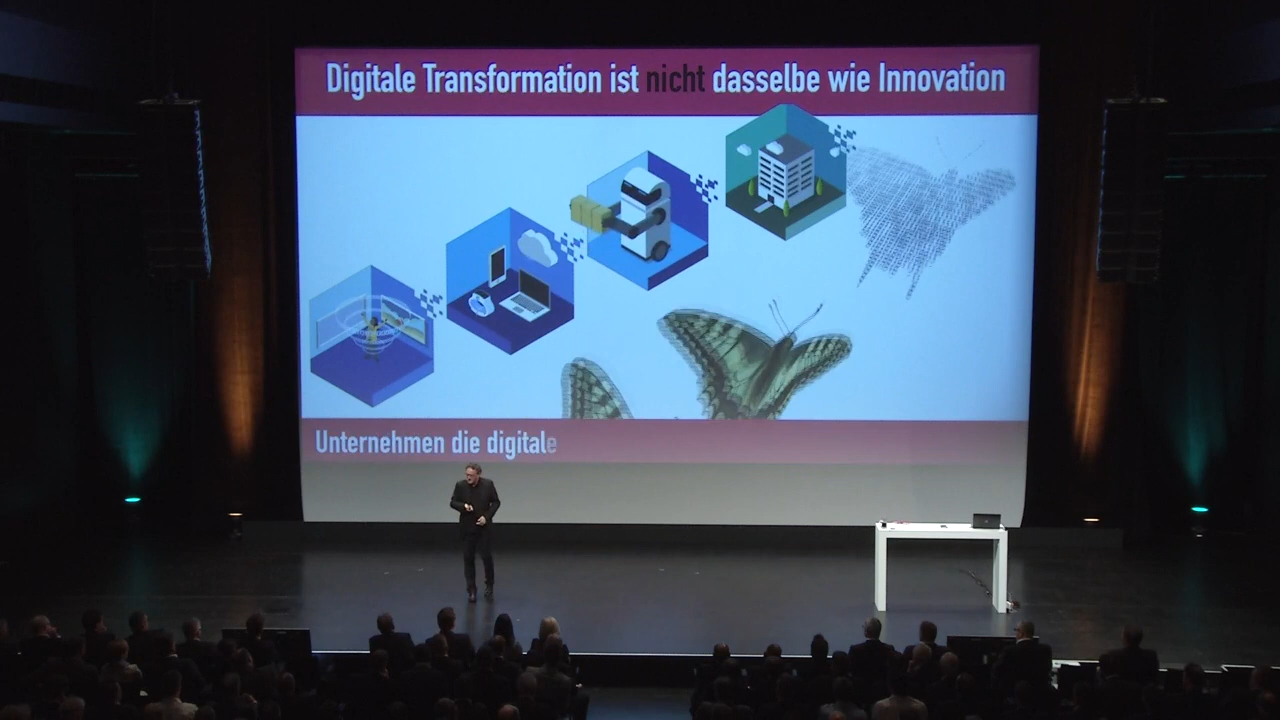 Digitale Transformation ist nicht dasselbe wie Innovation
Unternehmen die digitale